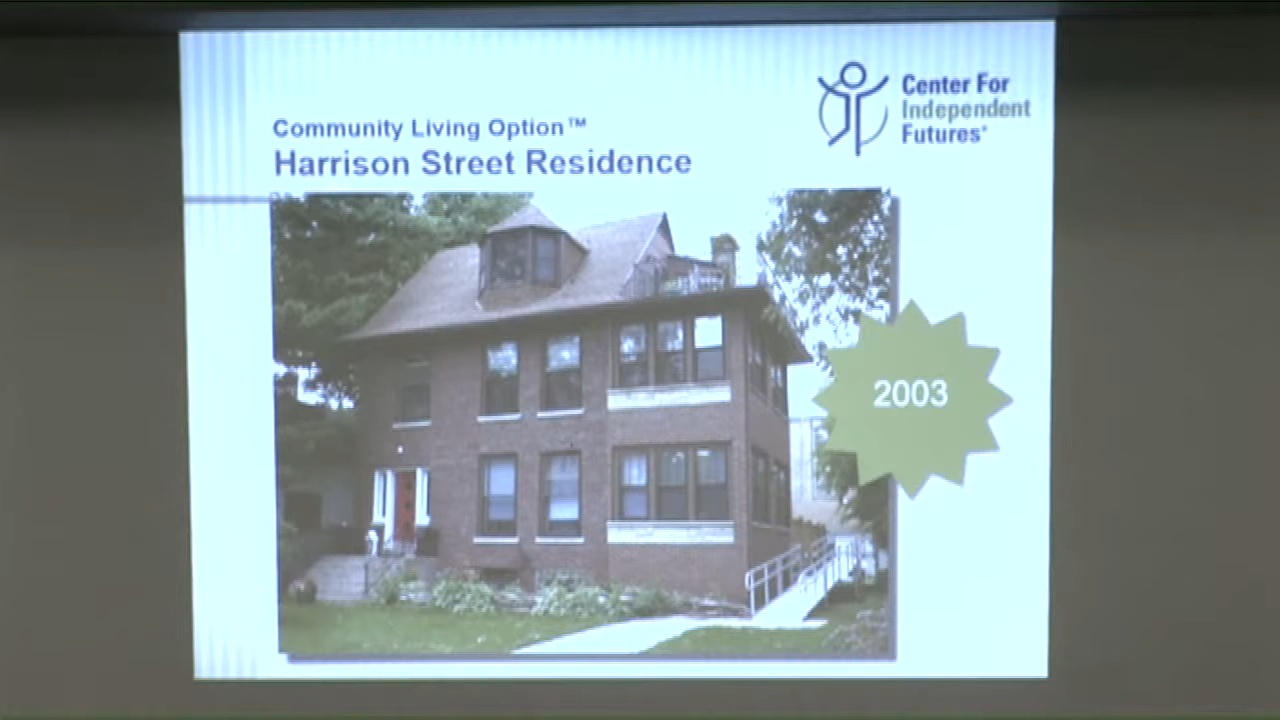 Community Living Option™
Harrison Street Residence
Center For
Independent
Futures®
2003